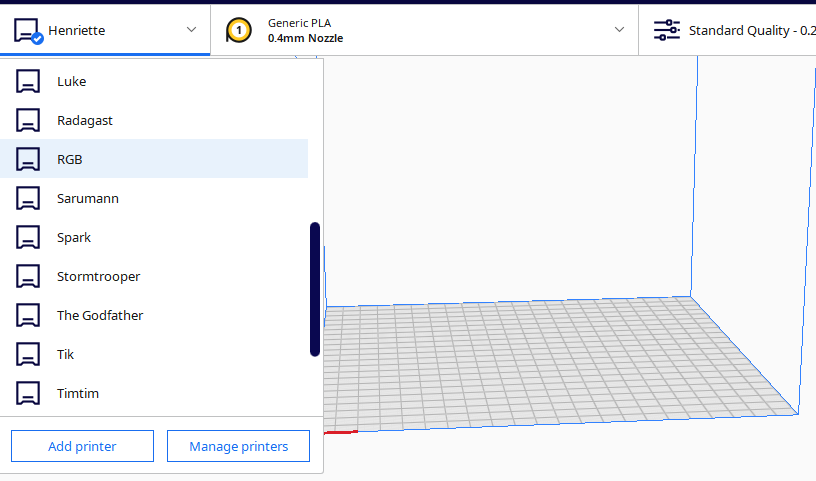 Henriette
1
Generic PLA
0.4mm Nozzle
Standard Quality - 0.2
Luke
Radagast
RGB
Sarumann
Spark
Stormtrooper
The Godfather
Tik
Timtim
Add printer
Manage printers